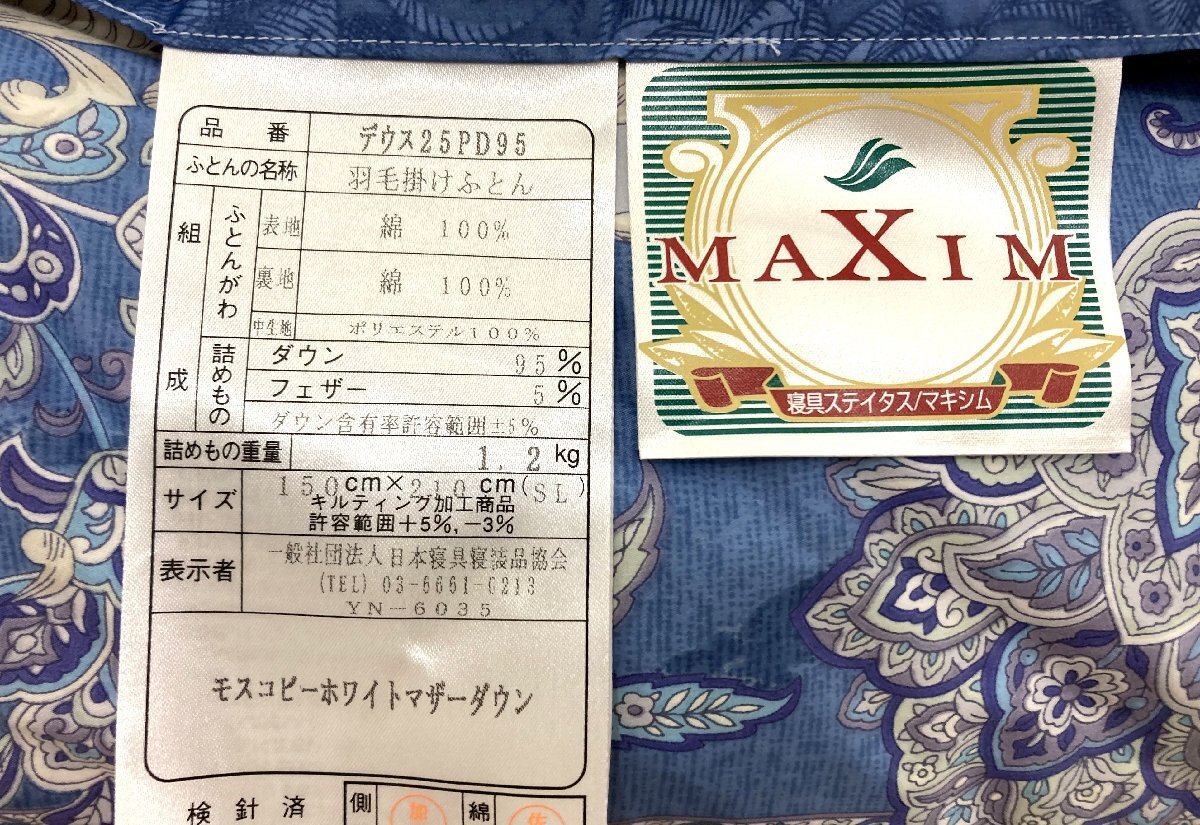 品番 デウス25PD95
ふとんの名称 羽毛掛けふとん
組成
ふとんがわ
表地 綿 100%
裏地 綿 100%
中生地 ポリエステル100%
詰めもの
ダウン 95%
フェザー 5%
ダウン含有率許容範囲±5%
詰めもの重量 1.2kg
サイズ 150cm×210cm(SL)
キルティング加工商品
許容範囲+5%,-3%
表示者 一般社団法人日本寝具寝装品協会
(TEL) 03-6661-0213
YN-6035
モスコビーホワイトマザーダウン
検針済 側 綿 佐
MAXIM
寝具ステイタス/マキシム